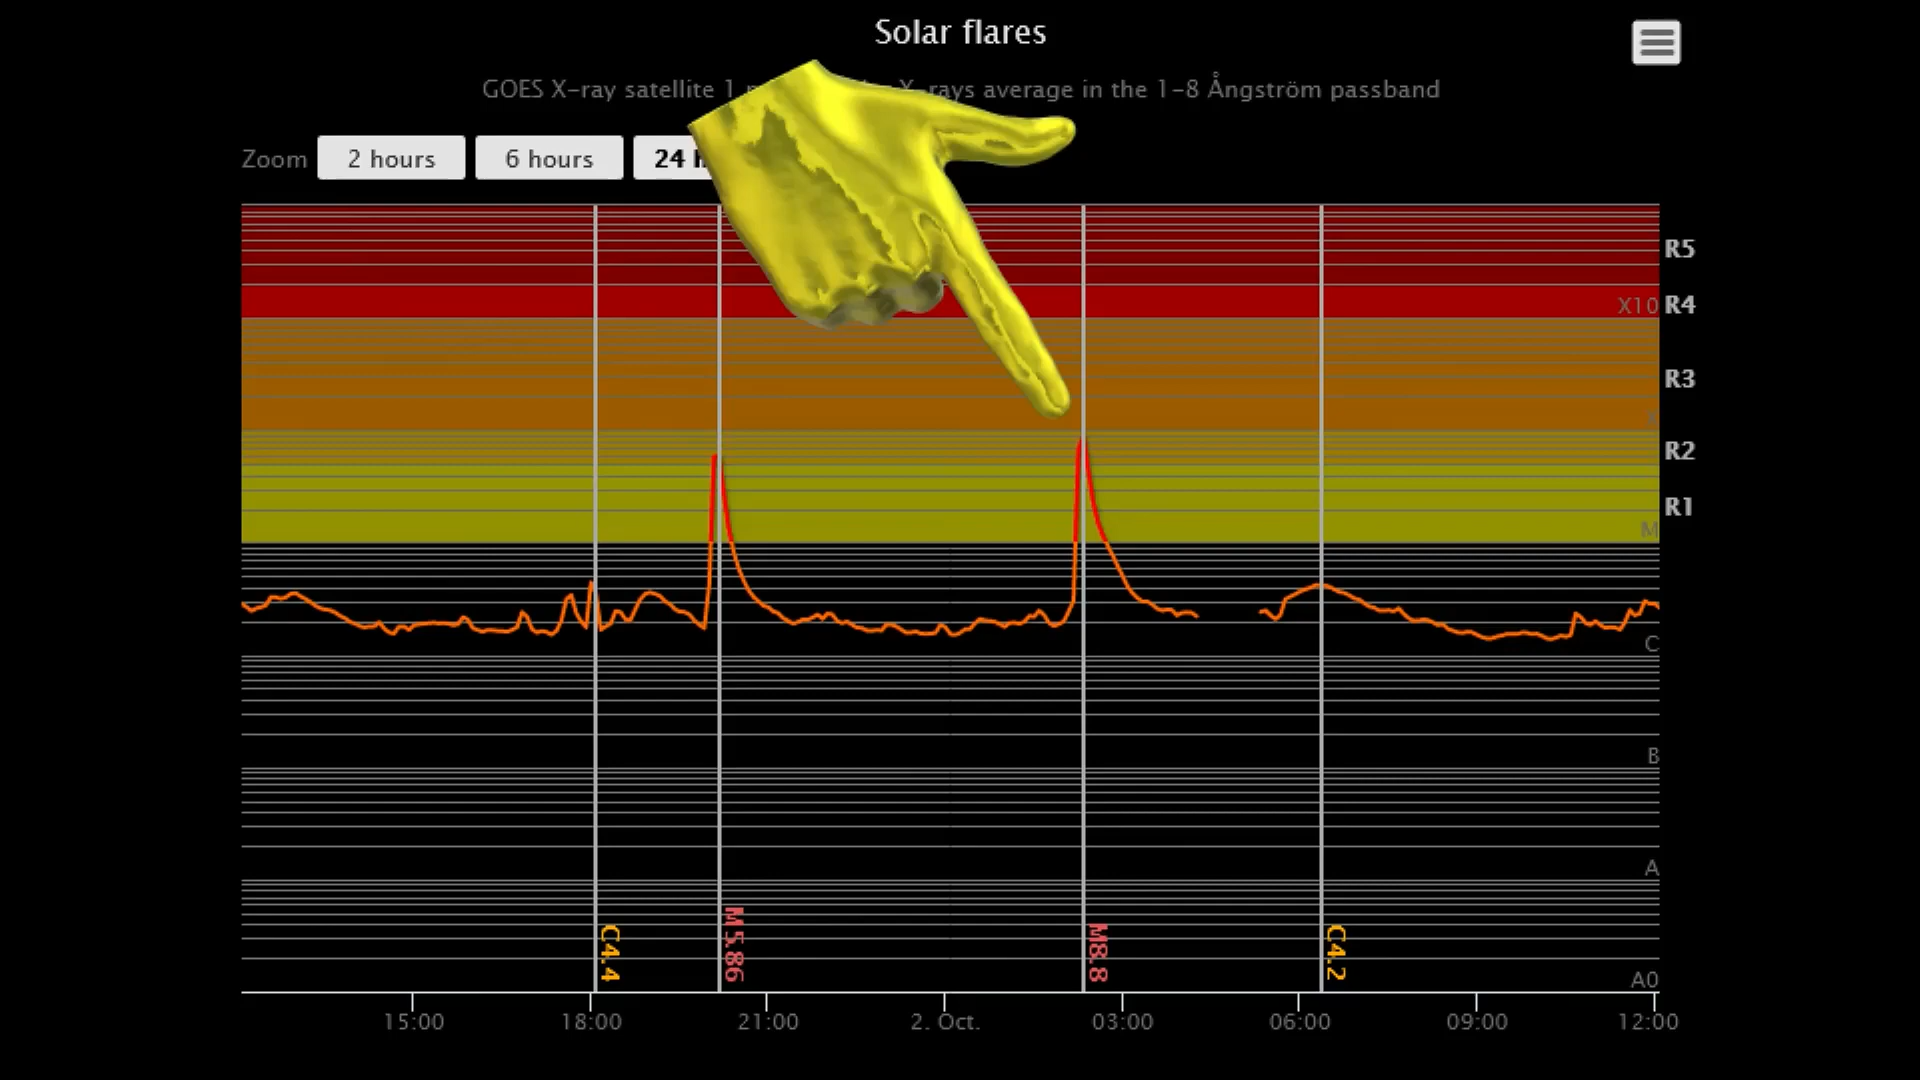 Solar flares
GOES X-ray satellite 1 X-rays average in the 1-8 Ångström passband
Zoom 2 hours 6 hours 24
R5
X10 R4
R3
R2
R1
M
C
B
A
A0
C4.4
M5.86
M8.8
C4.2
15:00 18:00 21:00 2. Oct. 03:00 06:00 09:00 12:00